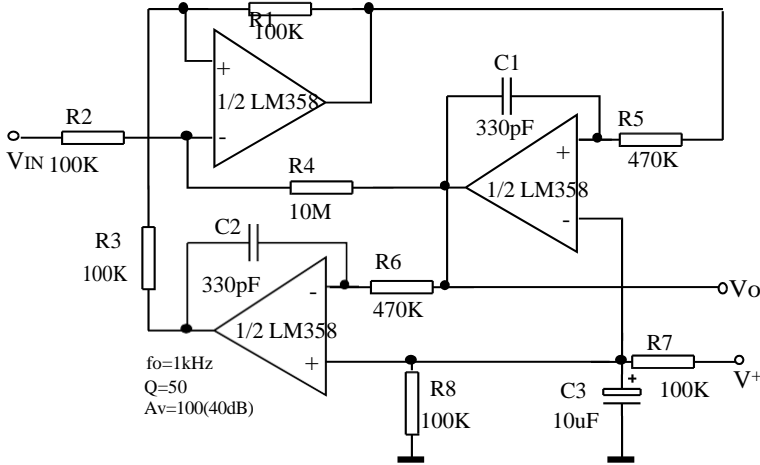 R1
100K
+
1/2 LM358
-
R2
VIN 100K
C1
330pF
R5
470K
+
1/2 LM358
-
R4
10M
R3
100K
C2
330pF
R6
470K
-
1/2 LM358
+
Vo
R7
100K
V+
fo=1kHz
Q=50
Av=100(40dB)
R8
100K
C3
10uF
+